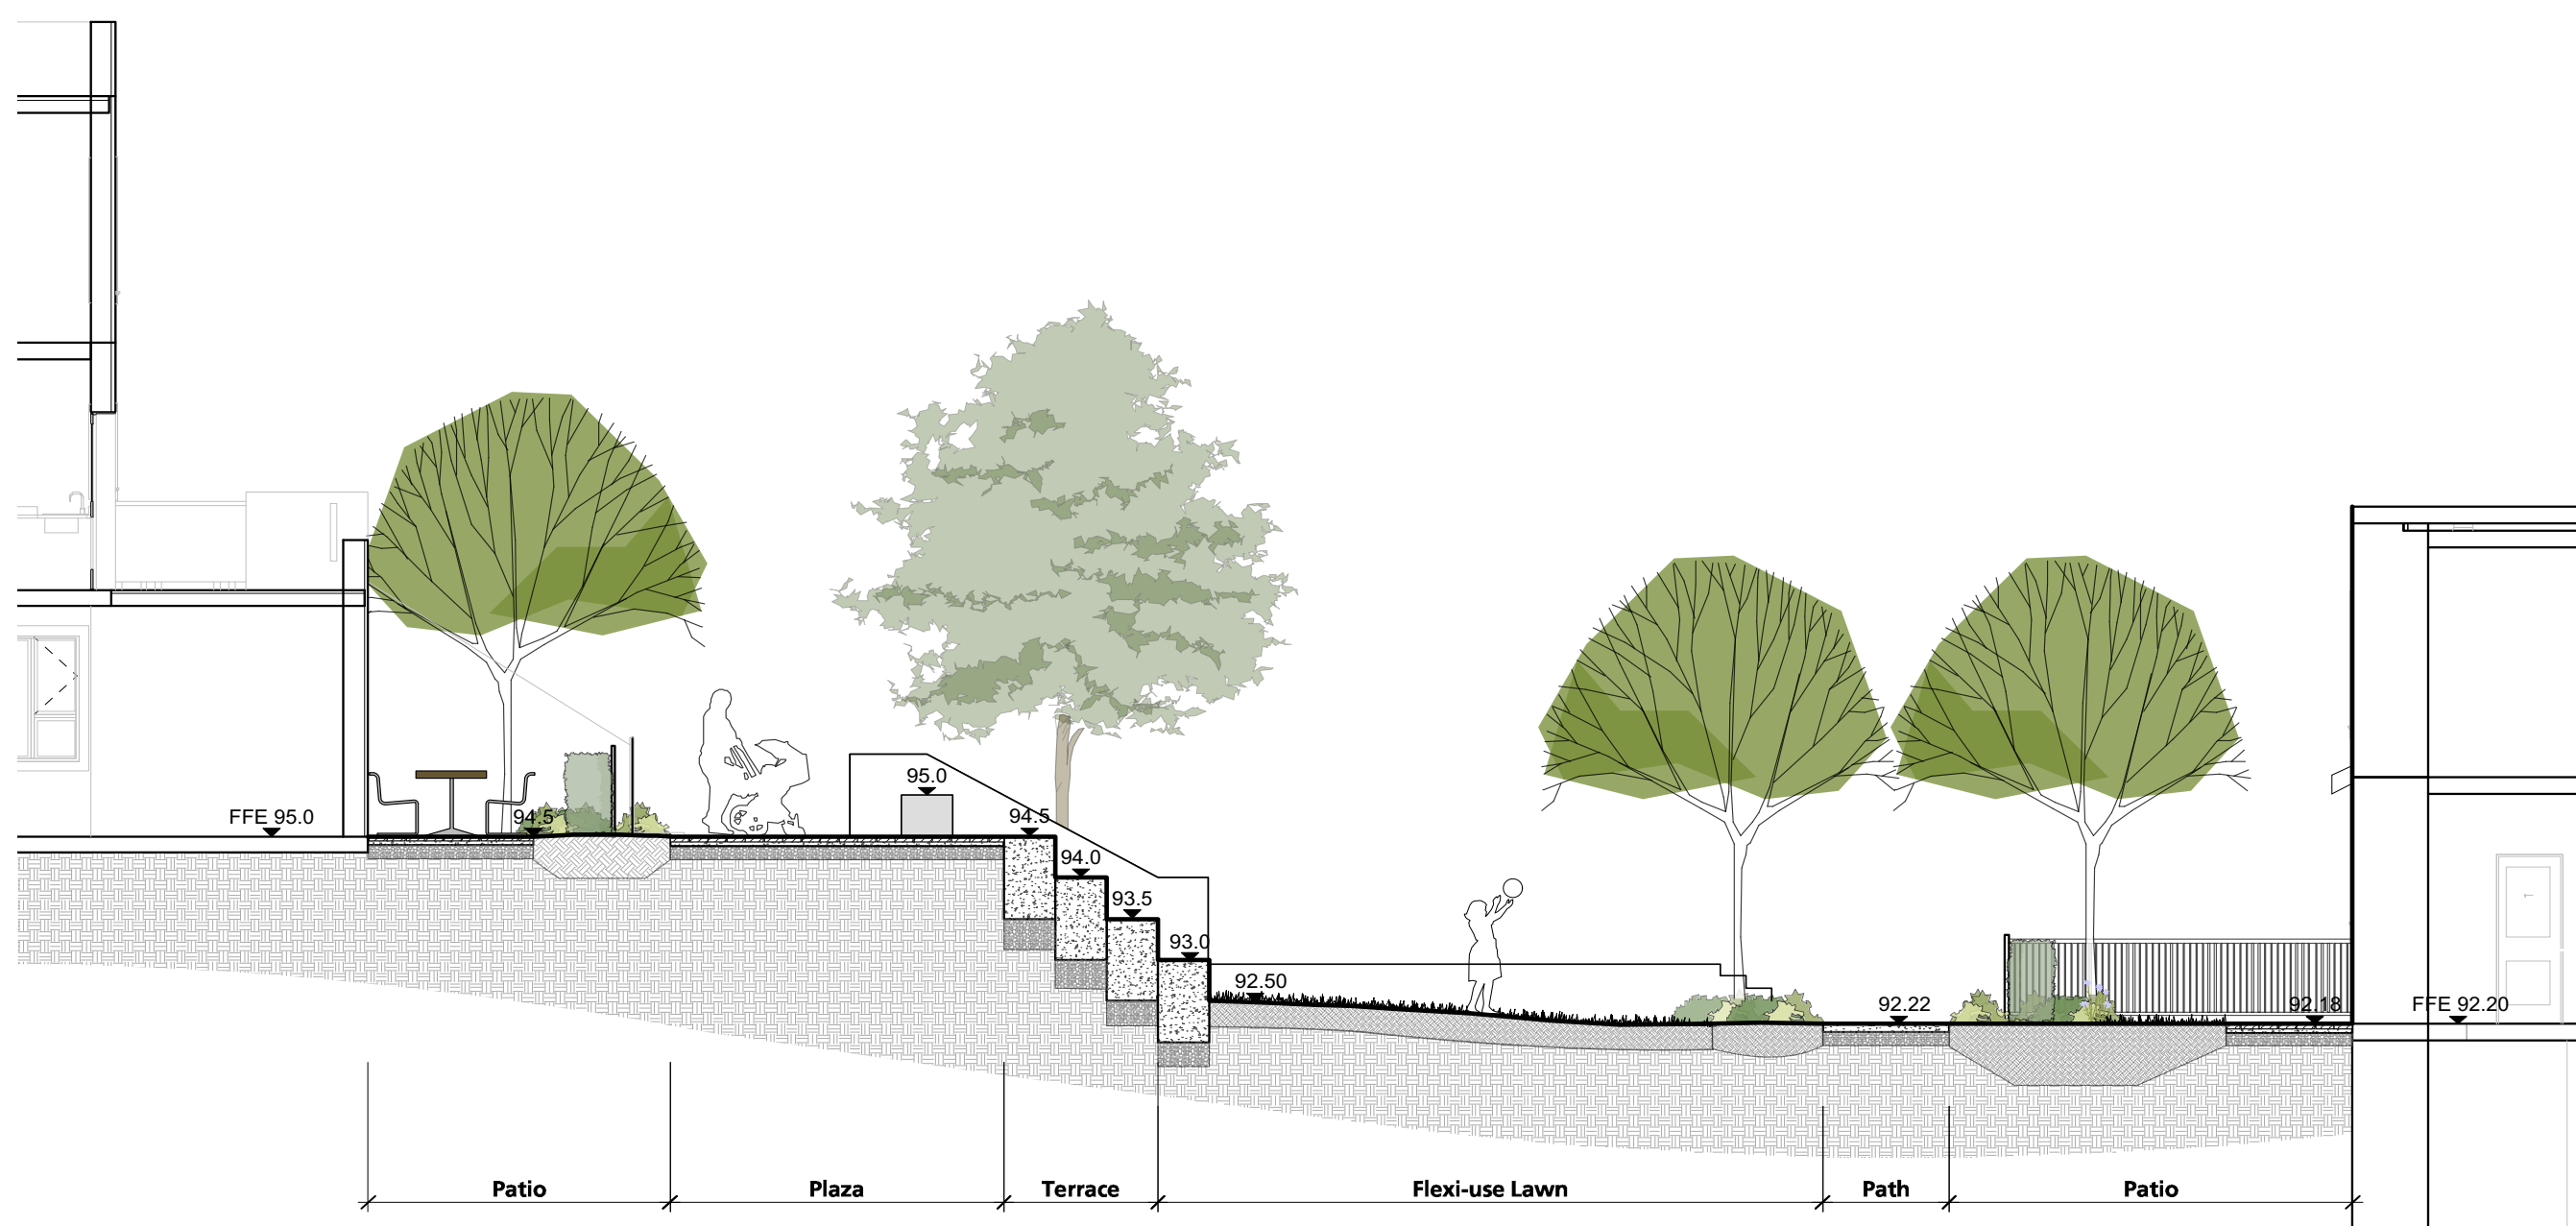 FFE 95.0
94.5
95.0
94.5
94.0
93.5
93.0
92.50
92.22
92.18
FFE 92.20
Patio
Plaza
Terrace
Flexi-use Lawn
Path
Patio